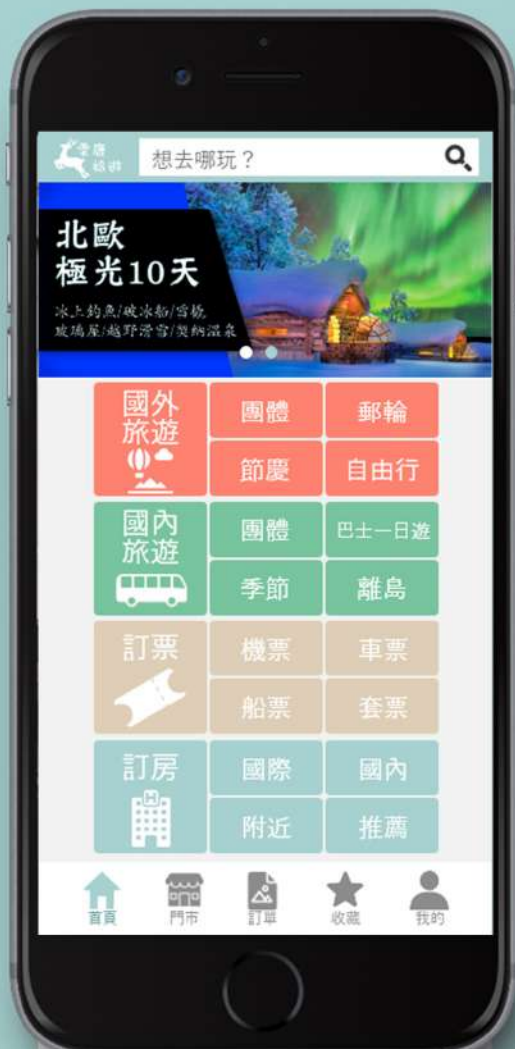 旅遊
想去哪玩？
北歐
極光10天
冰上釣魚/破冰船/雪橇
玻璃屋/越野滑雪/
國外
旅遊
團體
郵輪
節慶
自由行
國內
旅遊
團體
巴士一日遊
季節
離島
訂票
機票
車票
船票
套票
訂房
國際
國內
附近
推薦
首頁
門市
訂單
收藏
我的